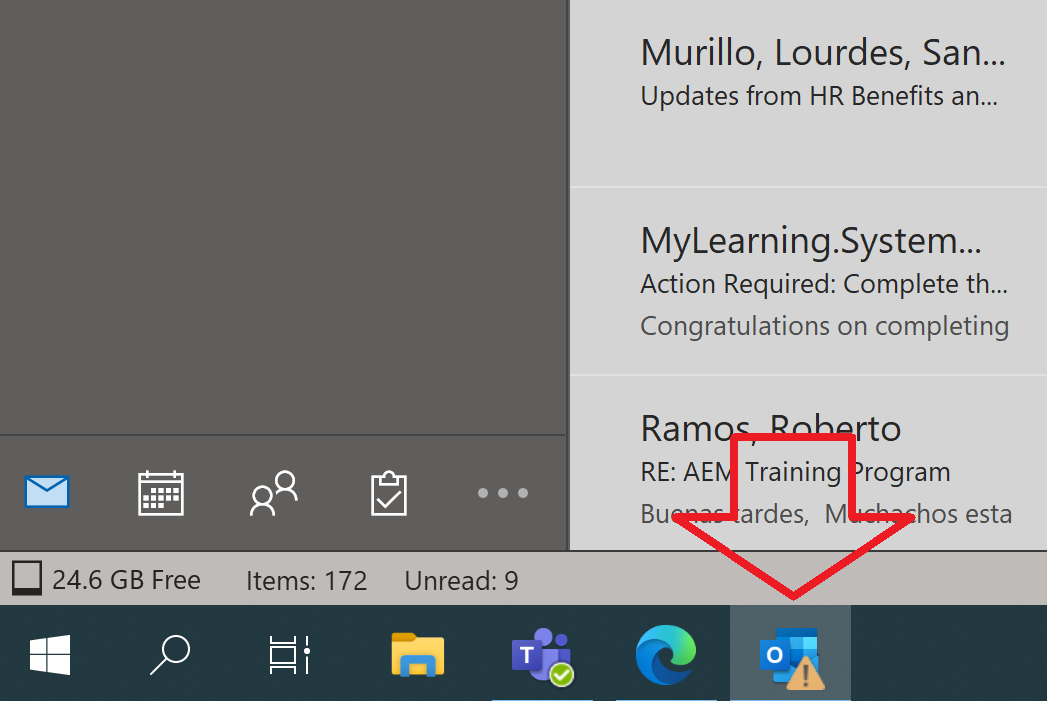 Murillo, Lourdes, San...
Updates from HR Benefits an...
MyLearning.System...
Action Required: Complete th...
Congratulations on completing
Ramos, Roberto
RE: AEM Training Program
Buenas tardes, Muchachos esta
24.6 GB Free Items: 172 Unread: 9
T
O